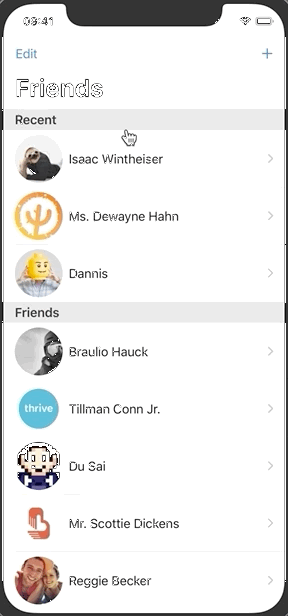 09:41
Edit
+
Friends
Recent
Isaac Wintheiser
Ms. Dewayne Hahn
Dannis
Friends
Braulio Hauck
thrive
Tillman Conn Jr.
Du Sai
Mr. Scottie Dickens
Reggie Becker